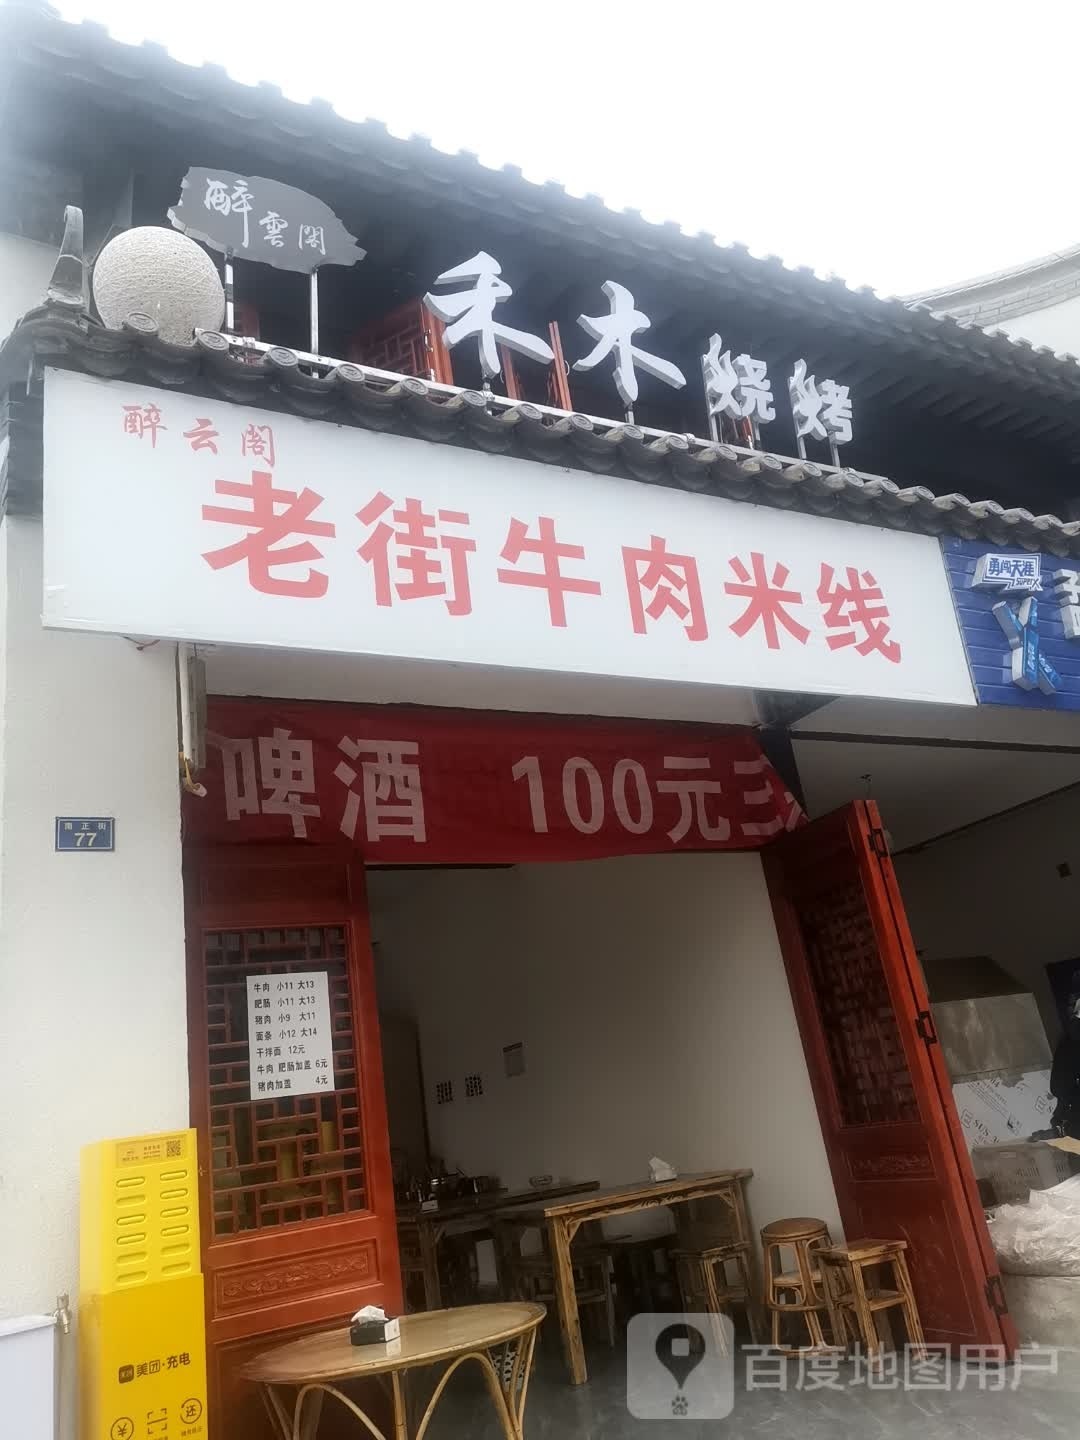 醉雲閣
禾木烧烤
醉云阁
老街牛肉米线
勇闯天涯
superX
啤酒 100元三
南正街
77
牛肉 小11 大13
肥肠 小11 大13
猪肉 小9 大11
面条 小12 大14
干拌面 12元
牛肉 肥肠加盖 6元
猪肉加盖 4元
美团·充电
还
百度地图用户